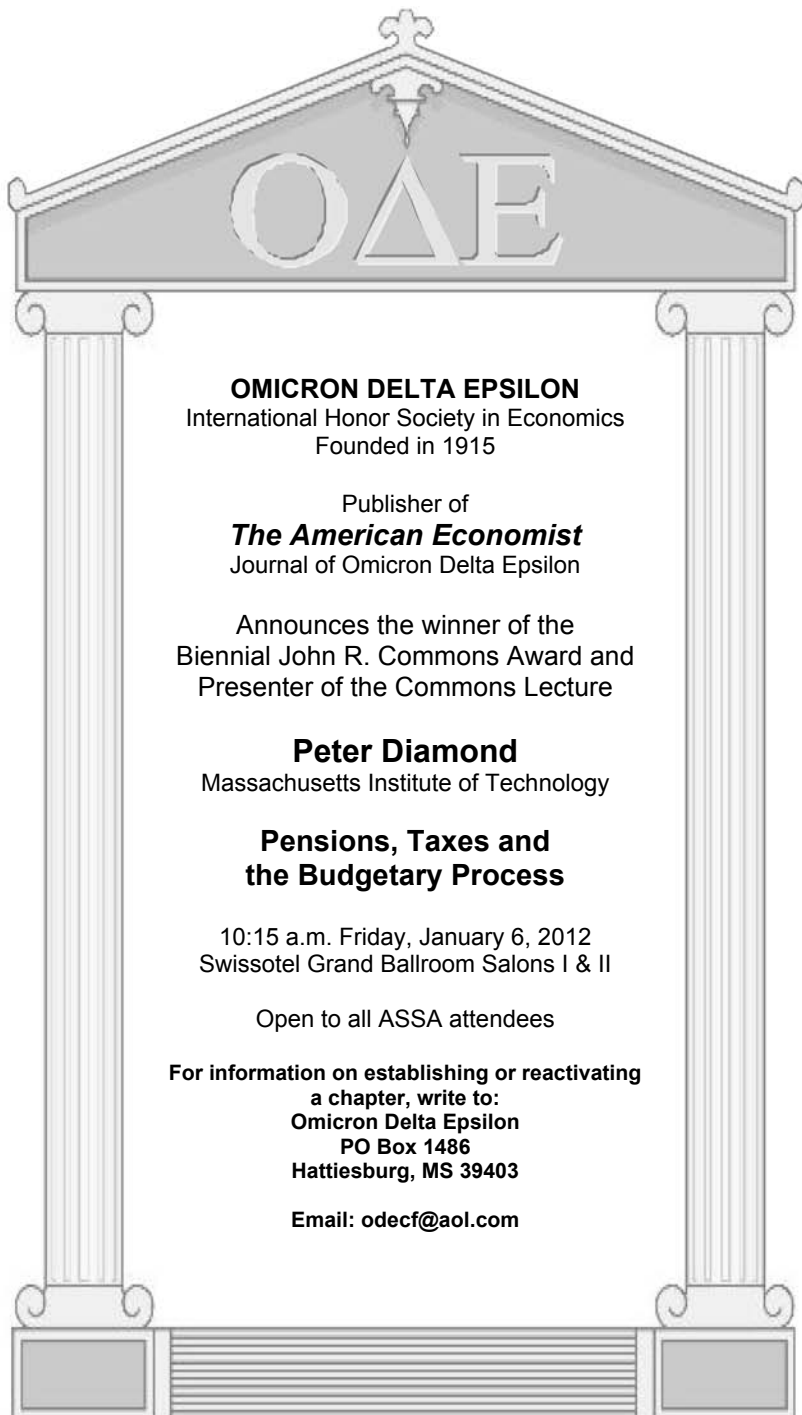 ΟΔΕ
OMICRON DELTA EPSILON
International Honor Society in Economics
Founded in 1915
Publisher of
The American Economist
Journal of Omicron Delta Epsilon
Announces the winner of the
Biennial John R. Commons Award and
Presenter of the Commons Lecture
Peter Diamond
Massachusetts Institute of Technology
Pensions, Taxes and
the Budgetary Process
10:15 a.m. Friday, January 6, 2012
Swissotel Grand Ballroom Salons I & II
Open to all ASSA attendees
For information on establishing or reactivating
a chapter, write to:
Omicron Delta Epsilon
PO Box 1486
Hattiesburg, MS 39403
Email: odecf@aol.com